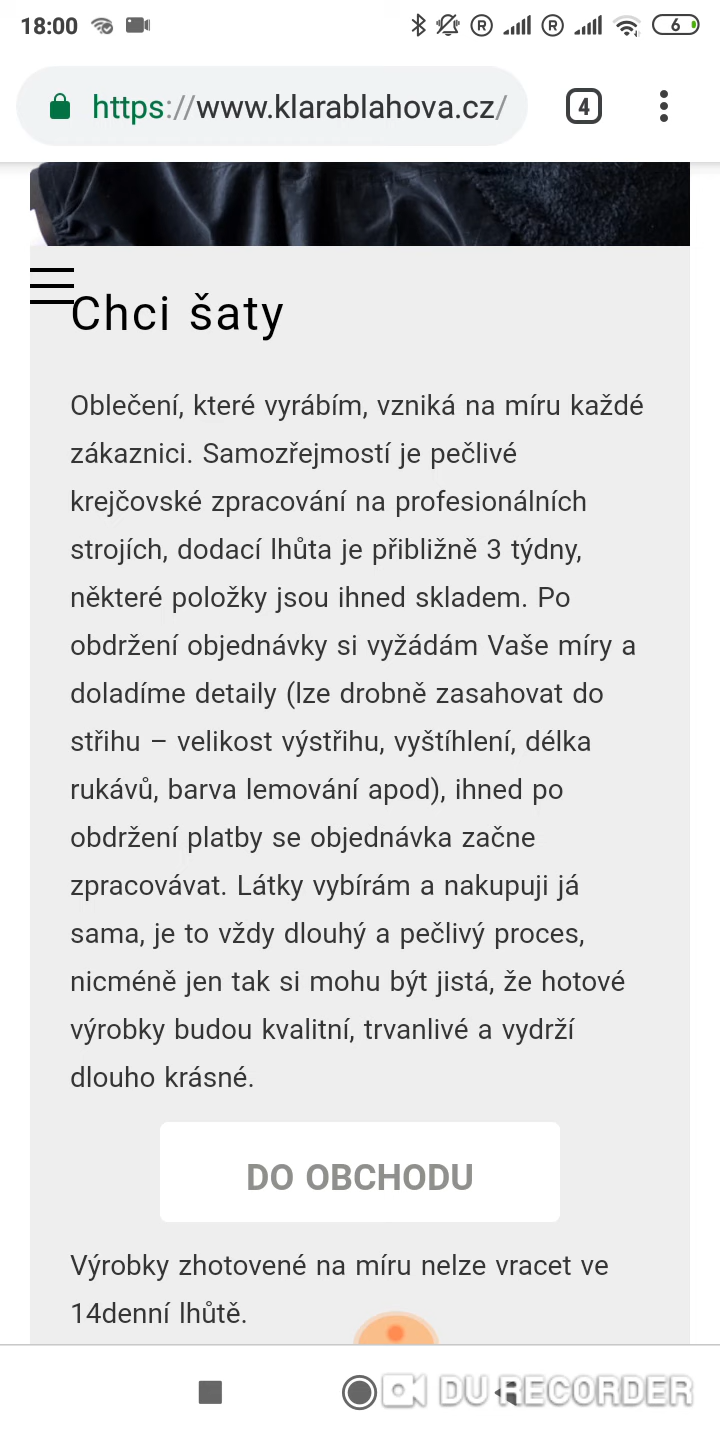 18:00
R
R
6
https://www.klarablahova.cz/
4
Chci šaty
Oblečení, které vyrábím, vzniká na míru každé
zákaznici. Samozřejmostí je pečlivé
krejčovské zpracování na profesionálních
strojích, dodací lhůta je přibližně 3 týdny,
některé položky jsou ihned skladem. Po
obdržení objednávky si vyžádám Vaše míry a
doladíme detaily (lze drobně zasahovat do
střihu – velikost výstřihu, vyštíhlení, délka
rukávů, barva lemování apod), ihned po
obdržení platby se objednávka začne
zpracovávat. Látky vybírám a nakupuji já
sama, je to vždy dlouhý a pečlivý proces,
nicméně jen tak si mohu být jistá, že hotové
výrobky budou kvalitní, trvanlivé a vydrží
dlouho krásné.
DO OBCHODU
Výrobky zhotovené na míru nelze vracet ve
14denní lhůtě.
DU RECORDER